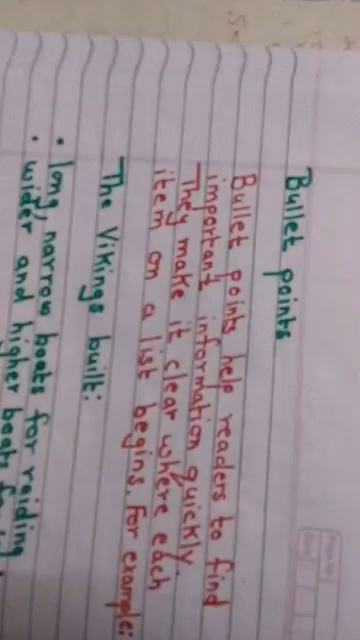 Bullet points
Bullet points help readers to find
important information quickly.
They make it clear where each
item on a list begins. For example:
The Vikings built:
• long, narrow boats for raiding
• wider and higher boats